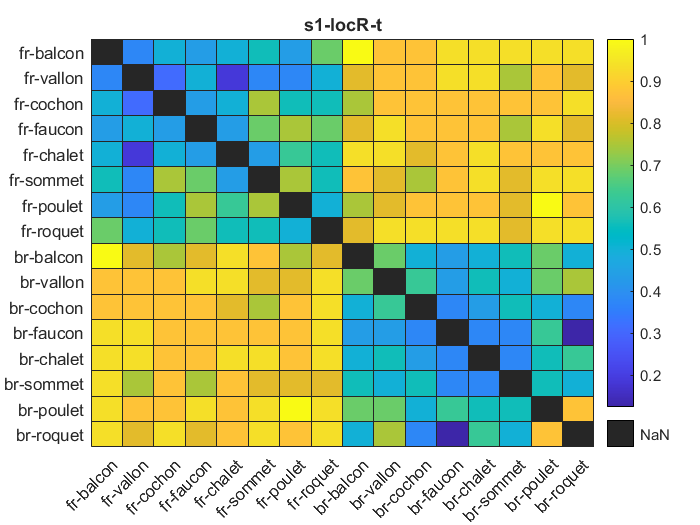 s1-locR-t
fr-balcon
fr-vallon
fr-cochon
fr-faucon
fr-chalet
fr-sommet
fr-poulet
fr-roquet
br-balcon
br-vallon
br-cochon
br-faucon
br-chalet
br-sommet
br-poulet
br-roquet
fr-balcon
fr-vallon
fr-cochon
fr-faucon
fr-chalet
fr-sommet
fr-poulet
fr-roquet
br-balcon
br-vallon
br-cochon
br-faucon
br-chalet
br-sommet
br-poulet
br-roquet
1
0.9
0.8
0.7
0.6
0.5
0.4
0.3
0.2
NaN